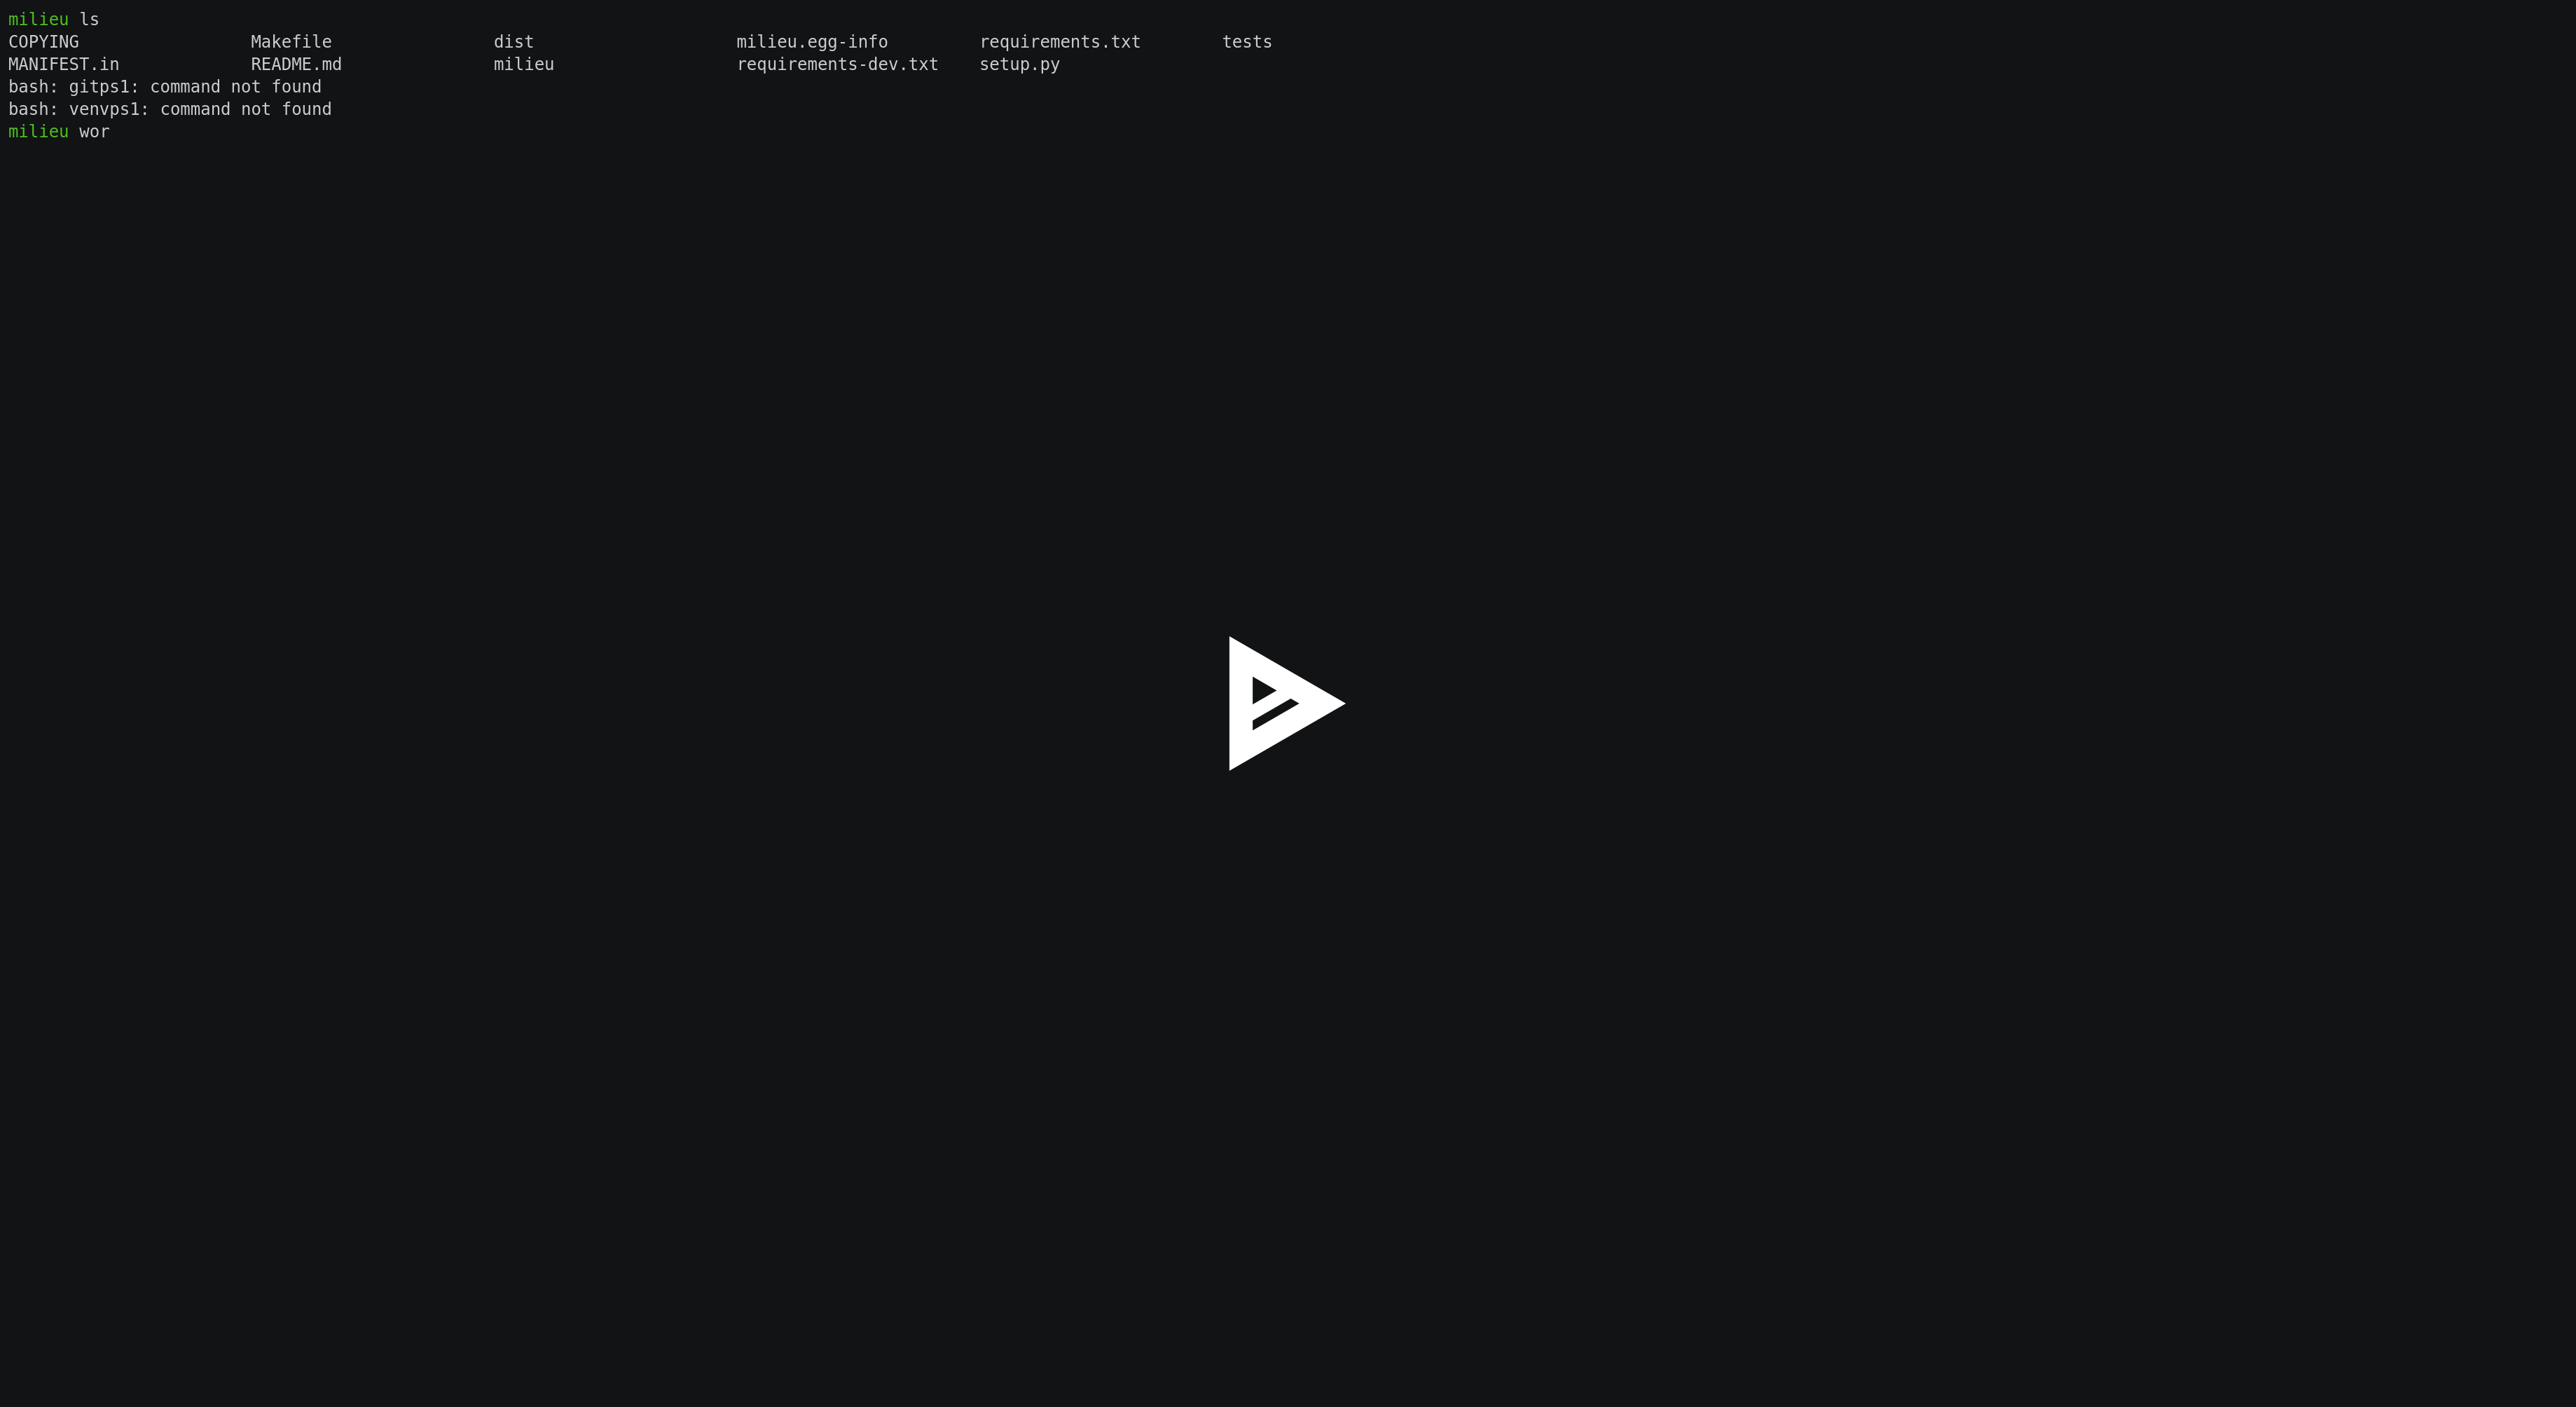 milieu ls
COPYING Makefile dist milieu.egg-info requirements.txt tests
MANIFEST.in README.md milieu requirements-dev.txt setup.py
bash: gitps1: command not found
bash: venvps1: command not found
milieu wor